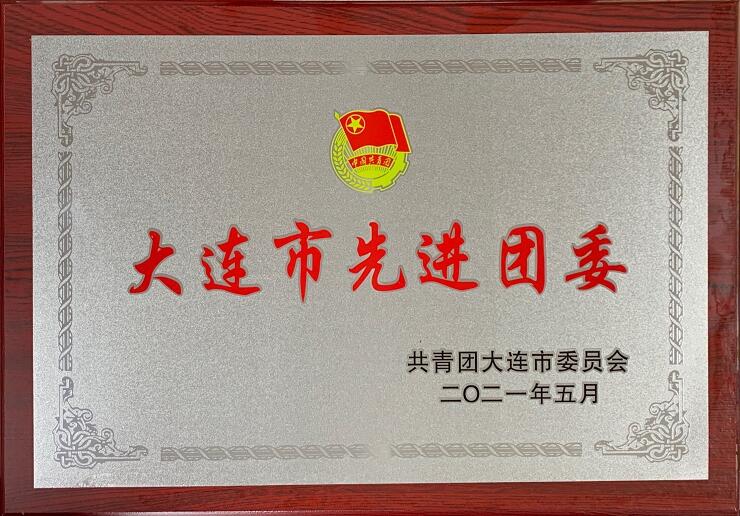 中国共青团
大连市先进团委
共青团大连市委员会
二〇二一年五月